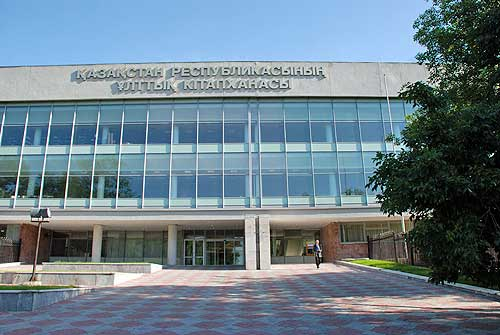 ҚАЗАҚСТАН РЕСПУБЛИКАСЫНЫҢ
ҰЛТТЫҚ КІТАПХАНАСЫ